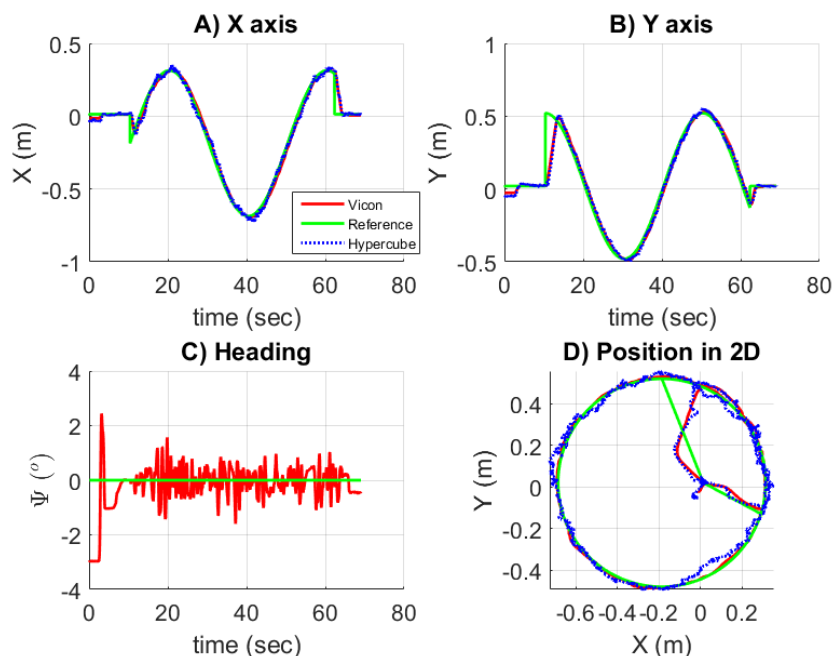 A) X axis
0.5
0
-0.5
-1
X (m)
0 20 40 60 80
time (sec)
Vicon
Reference
Hypercube
B) Y axis
1
0.5
0
-0.5
Y (m)
0 20 40 60 80
time (sec)
C) Heading
4
2
0
-2
-4
Ψ (°)
0 20 40 60 80
time (sec)
D) Position in 2D
0.4
0.2
0
-0.2
-0.4
Y (m)
-0.6 -0.4 -0.2 0 0.2
X (m)